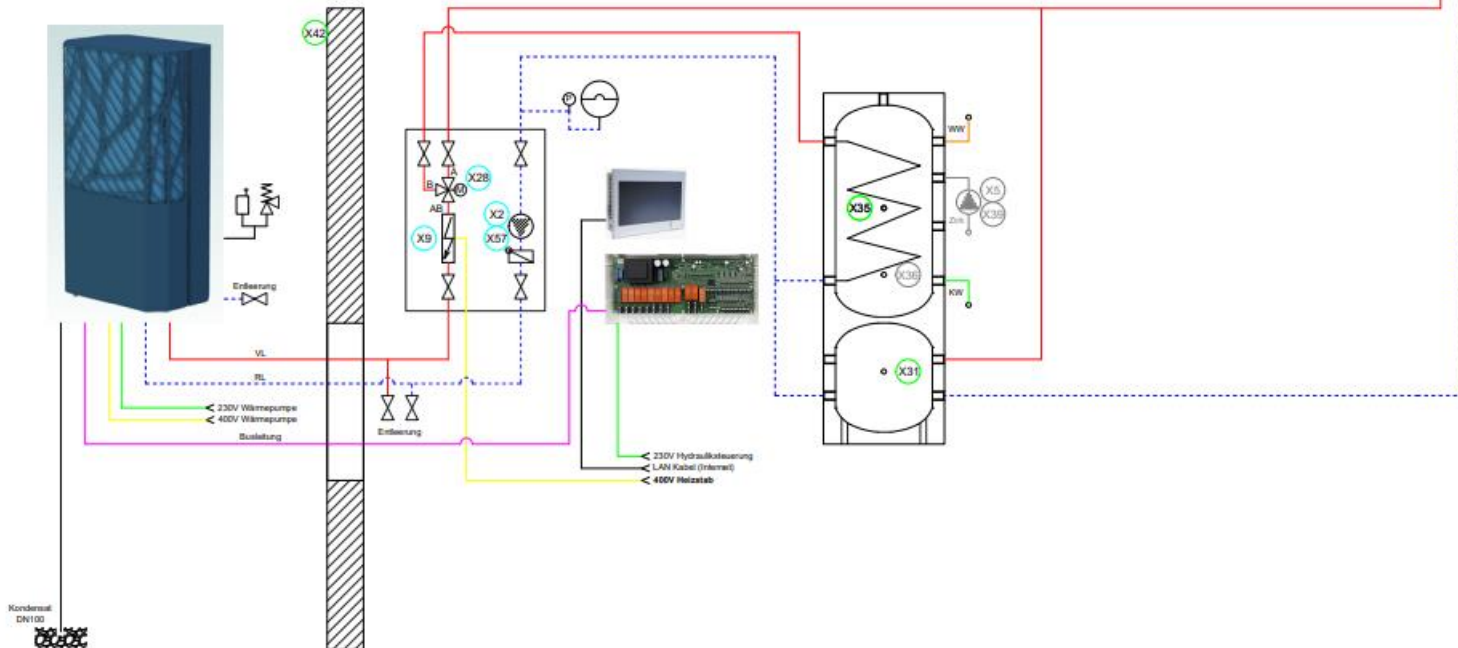 X42
P
WW
A
B
M
X28
X5
Zirk
X39
AB
X2
X35
X9
X57
X36
Entleerung
KW
VL
X31
RL
230V Wärmepumpe
400V Wärmepumpe
Entleerung
Busleitung
230V Hydrauliksteuerung
LAN Kabel (Internet)
400V Heizstab
Kondensat
DN100